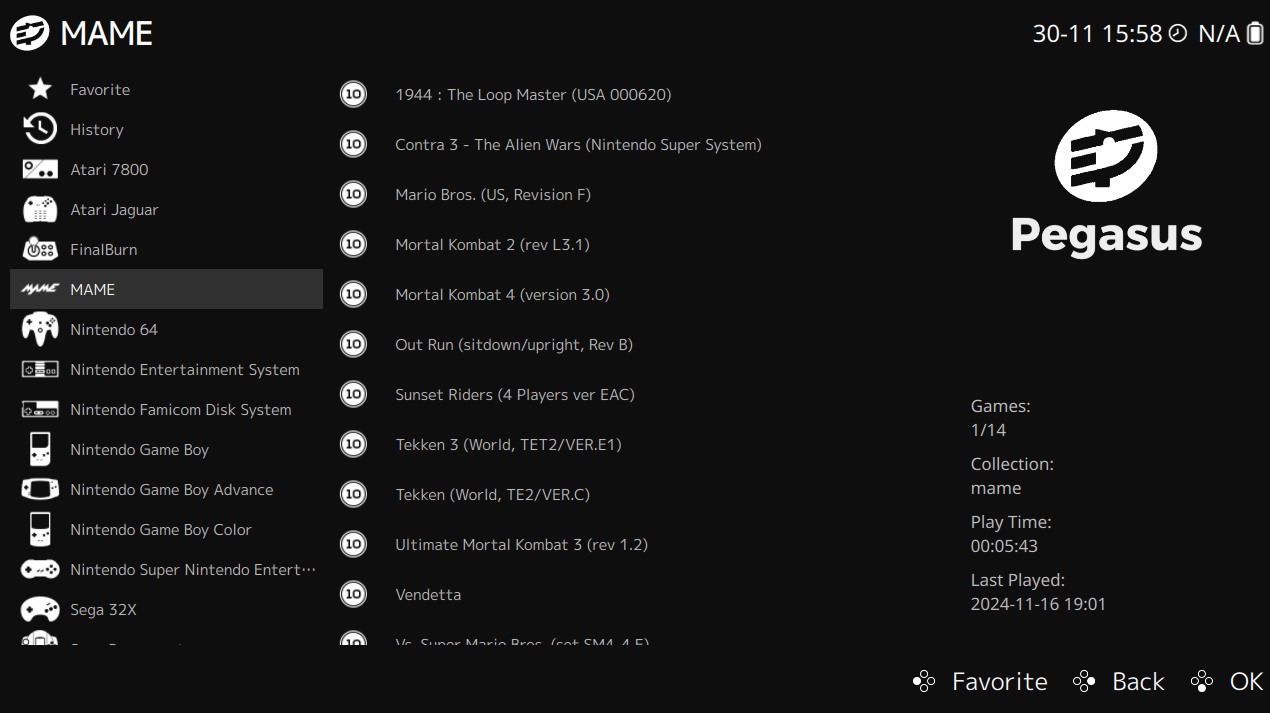 MAME
30-11 15:58 N/A
Favorite
History
Atari 7800
Atari Jaguar
FinalBurn
MAME
MAME
Nintendo 64
Nintendo Entertainment System
Nintendo Famicom Disk System
Nintendo Game Boy
Nintendo Game Boy Advance
Nintendo Game Boy Color
Nintendo Super Nintendo Entert···
Sega 32X
10 1944 : The Loop Master (USA 000620)
10 Contra 3 - The Alien Wars (Nintendo Super System)
10 Mario Bros. (US, Revision F)
10 Mortal Kombat 2 (rev L3.1)
10 Mortal Kombat 4 (version 3.0)
10 Out Run (sitdown/upright, Rev B)
10 Sunset Riders (4 Players ver EAC)
10 Tekken 3 (World, TET2/VER.E1)
10 Tekken (World, TE2/VER.C)
10 Ultimate Mortal Kombat 3 (rev 1.2)
10 Vendetta
10 Vs. Super Mario Bros. (set SM4-4 E)
Pegasus
Games:
1/14
Collection:
mame
Play Time:
00:05:43
Last Played:
2024-11-16 19:01
Favorite Back OK